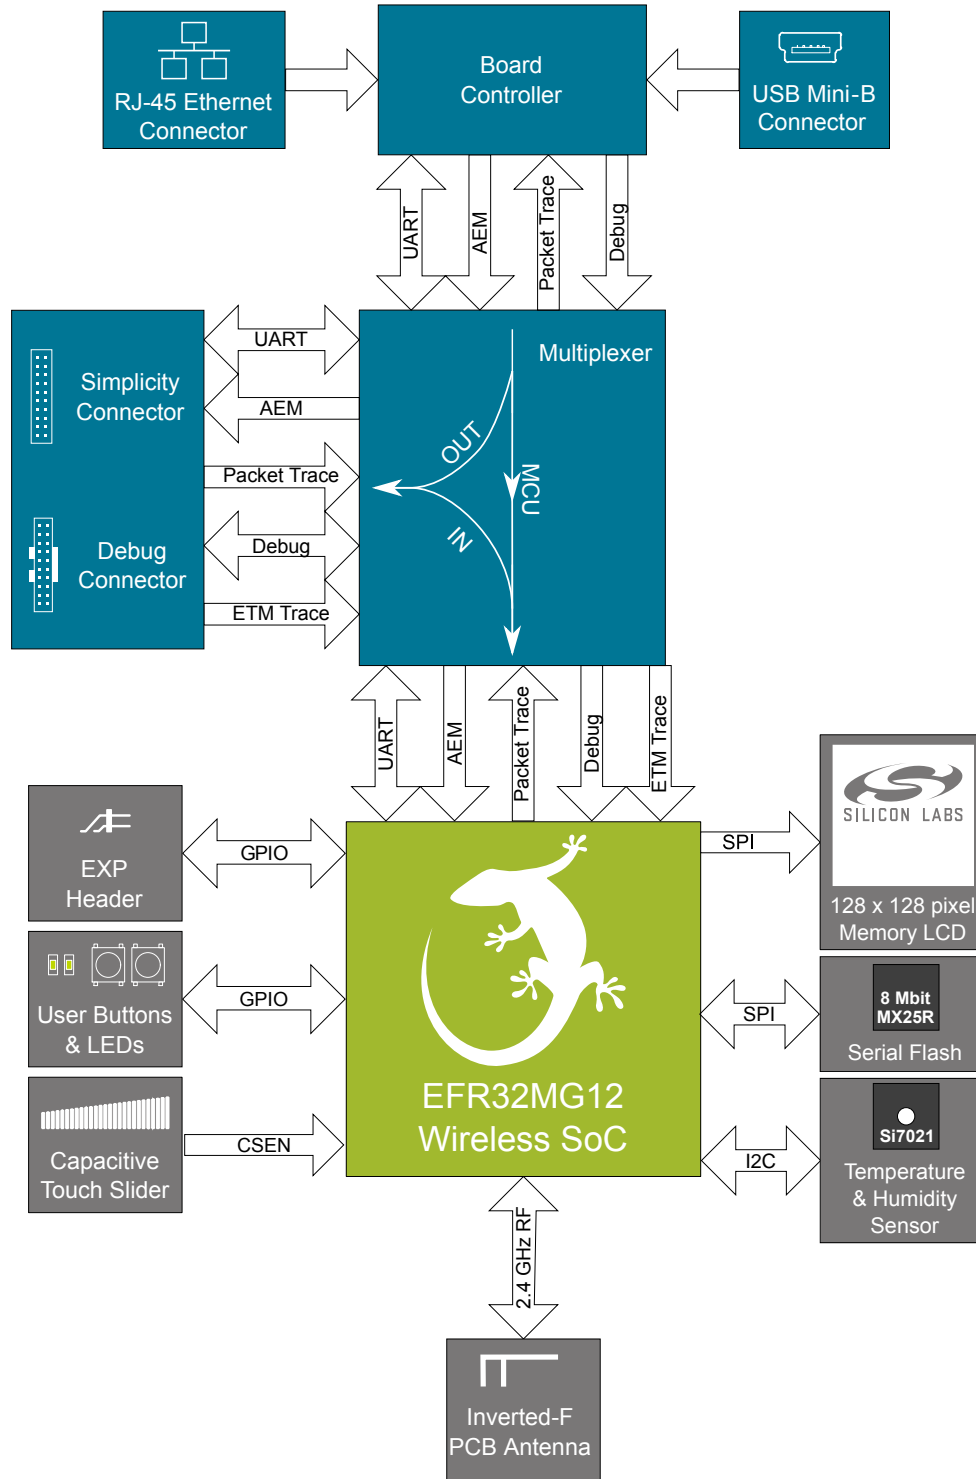 RJ-45 Ethernet
Connector
Board
Controller
USB Mini-B
Connector
UART
AEM
Packet Trace
Debug
Simplicity
Connector
Debug
Connector
UART
AEM
Packet Trace
Debug
ETM Trace
Multiplexer
OUT
IN
MCU
UART
AEM
Packet Trace
Debug
ETM Trace
EXP
Header
GPIO
User Buttons
& LEDs
GPIO
Capacitive
Touch Slider
CSEN
EFR32MG12
Wireless SoC
SPI
SILICON LABS
128 x 128 pixel
Memory LCD
SPI
8 Mbit
MX25R
Serial Flash
I2C
Si7021
Temperature
& Humidity
Sensor
2.4 GHz RF
Inverted-F
PCB Antenna